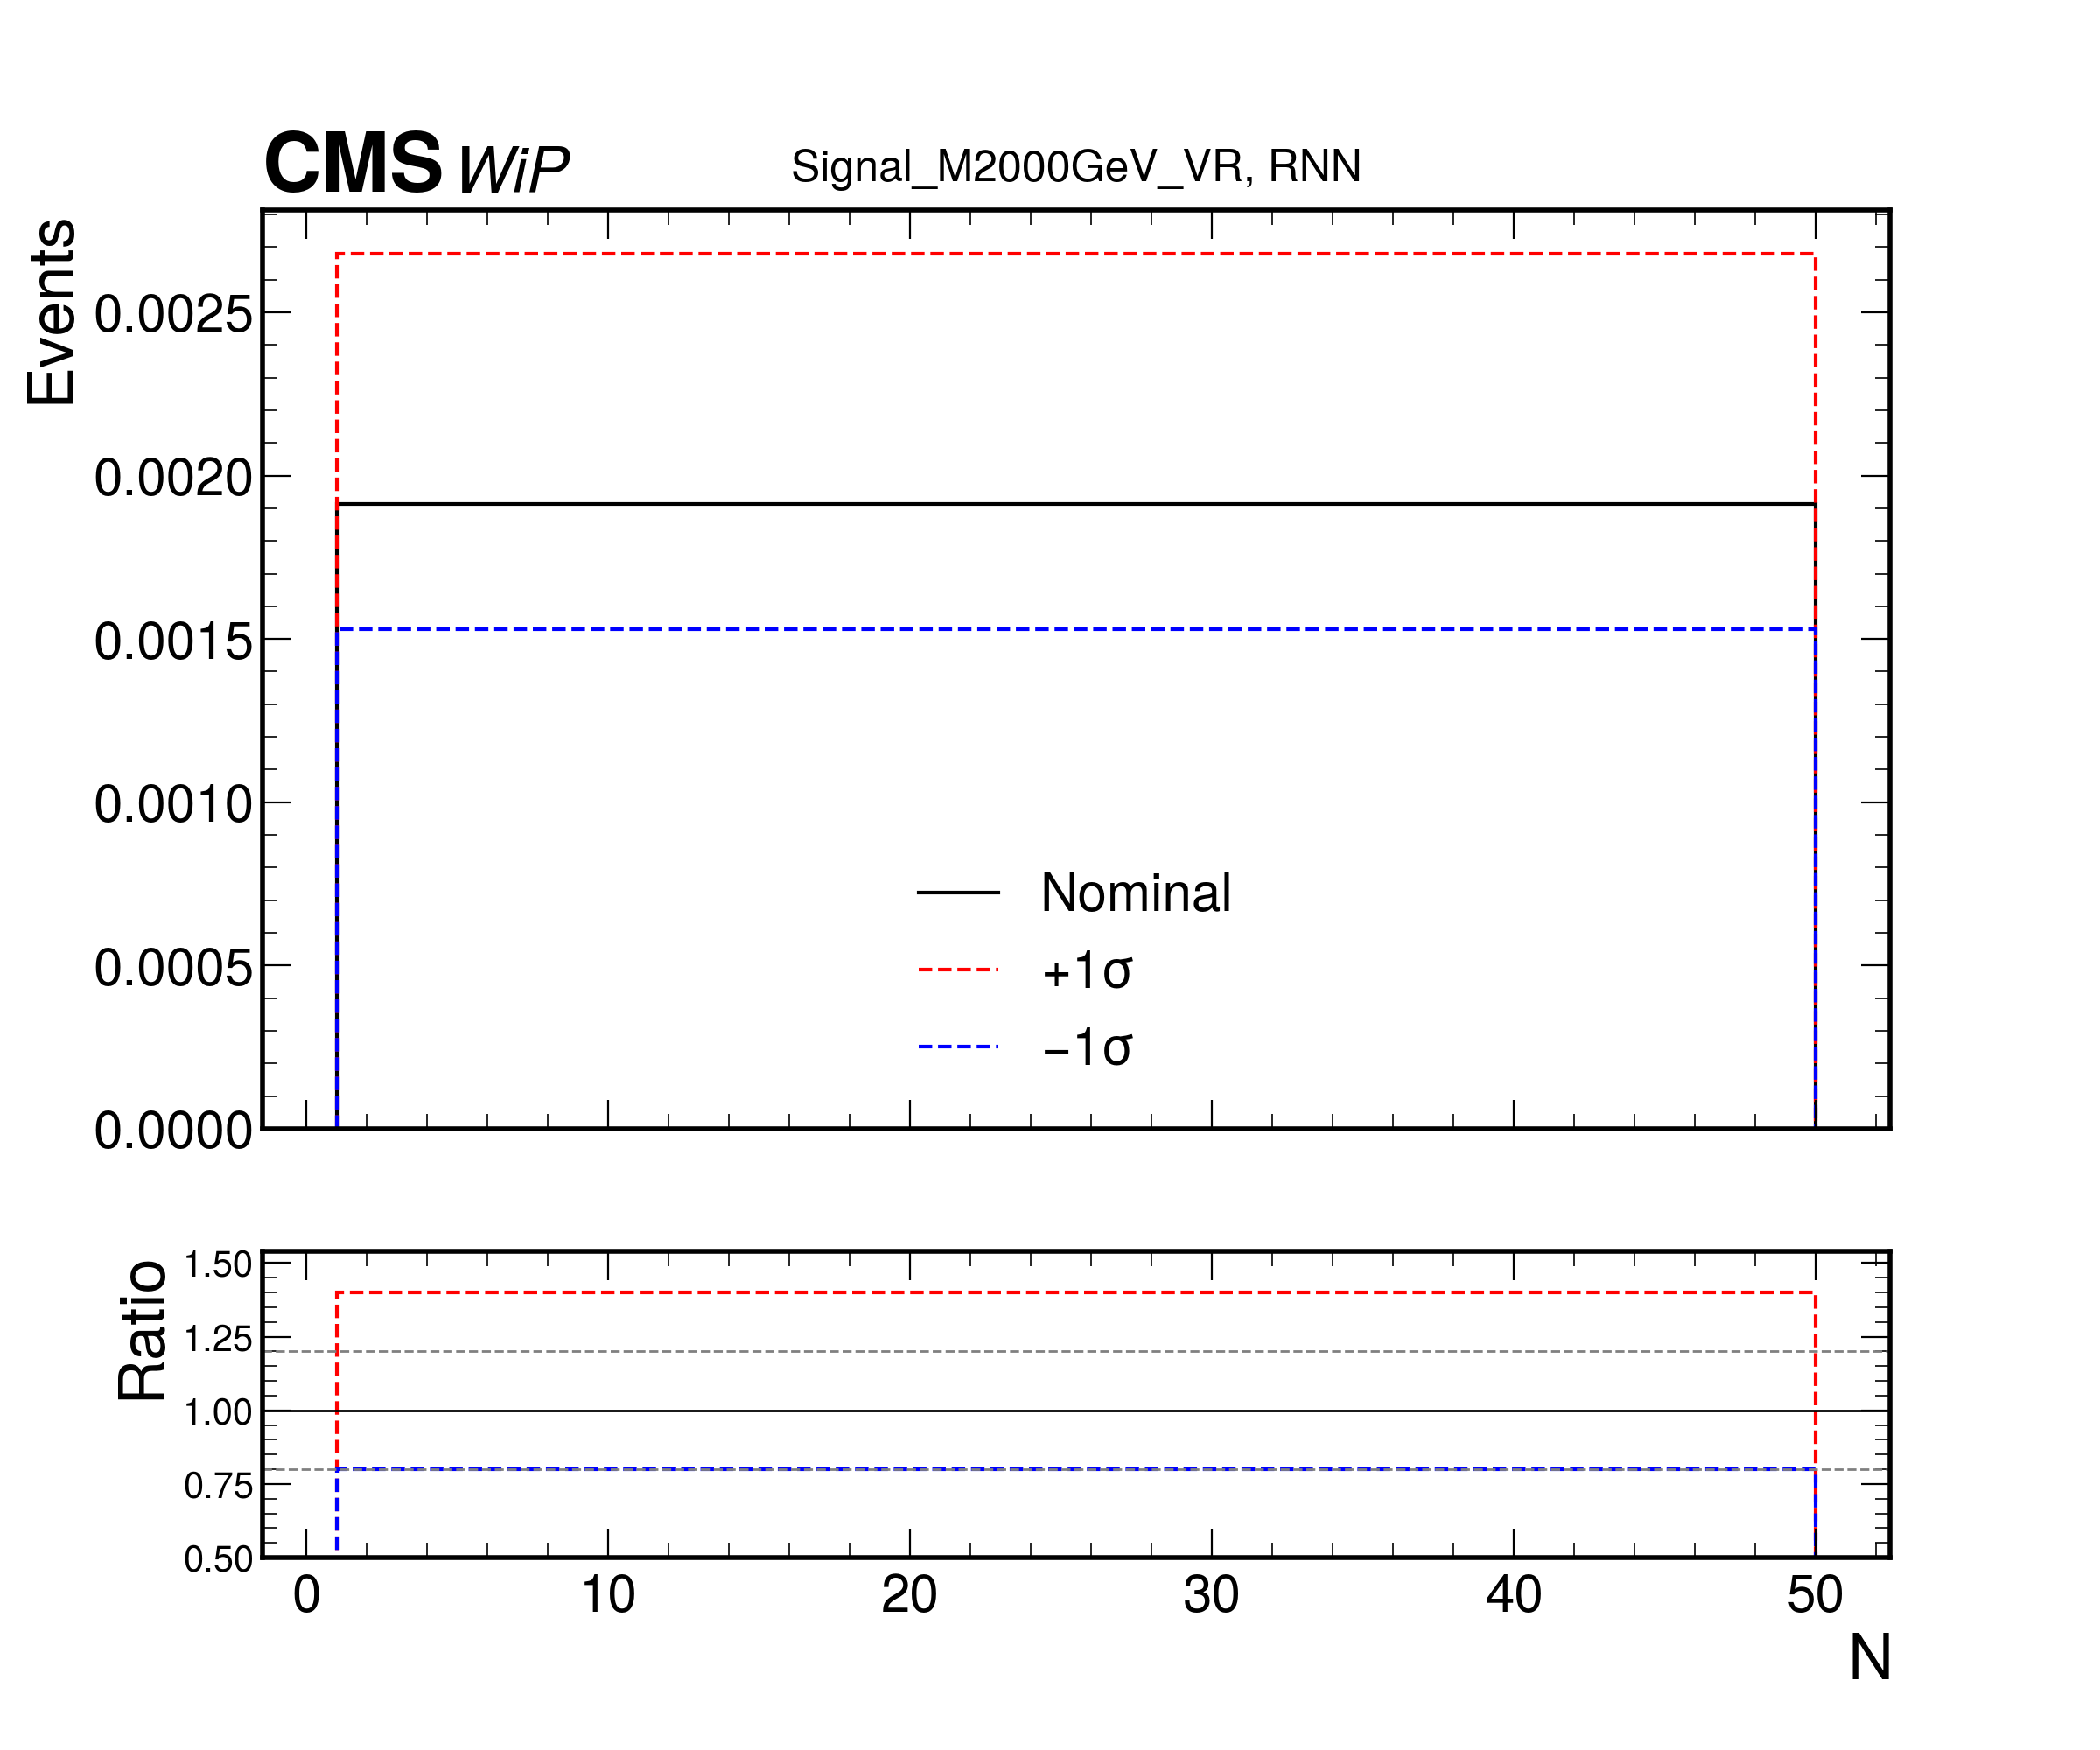 CMS WiP
Signal_M2000GeV_VR, RNN
Events
0.0025
0.0020
0.0015
0.0010
0.0005
0.0000
Nominal
+1σ
−1σ
Ratio
1.50
1.25
1.00
0.75
0.50
0 10 20 30 40 50
N